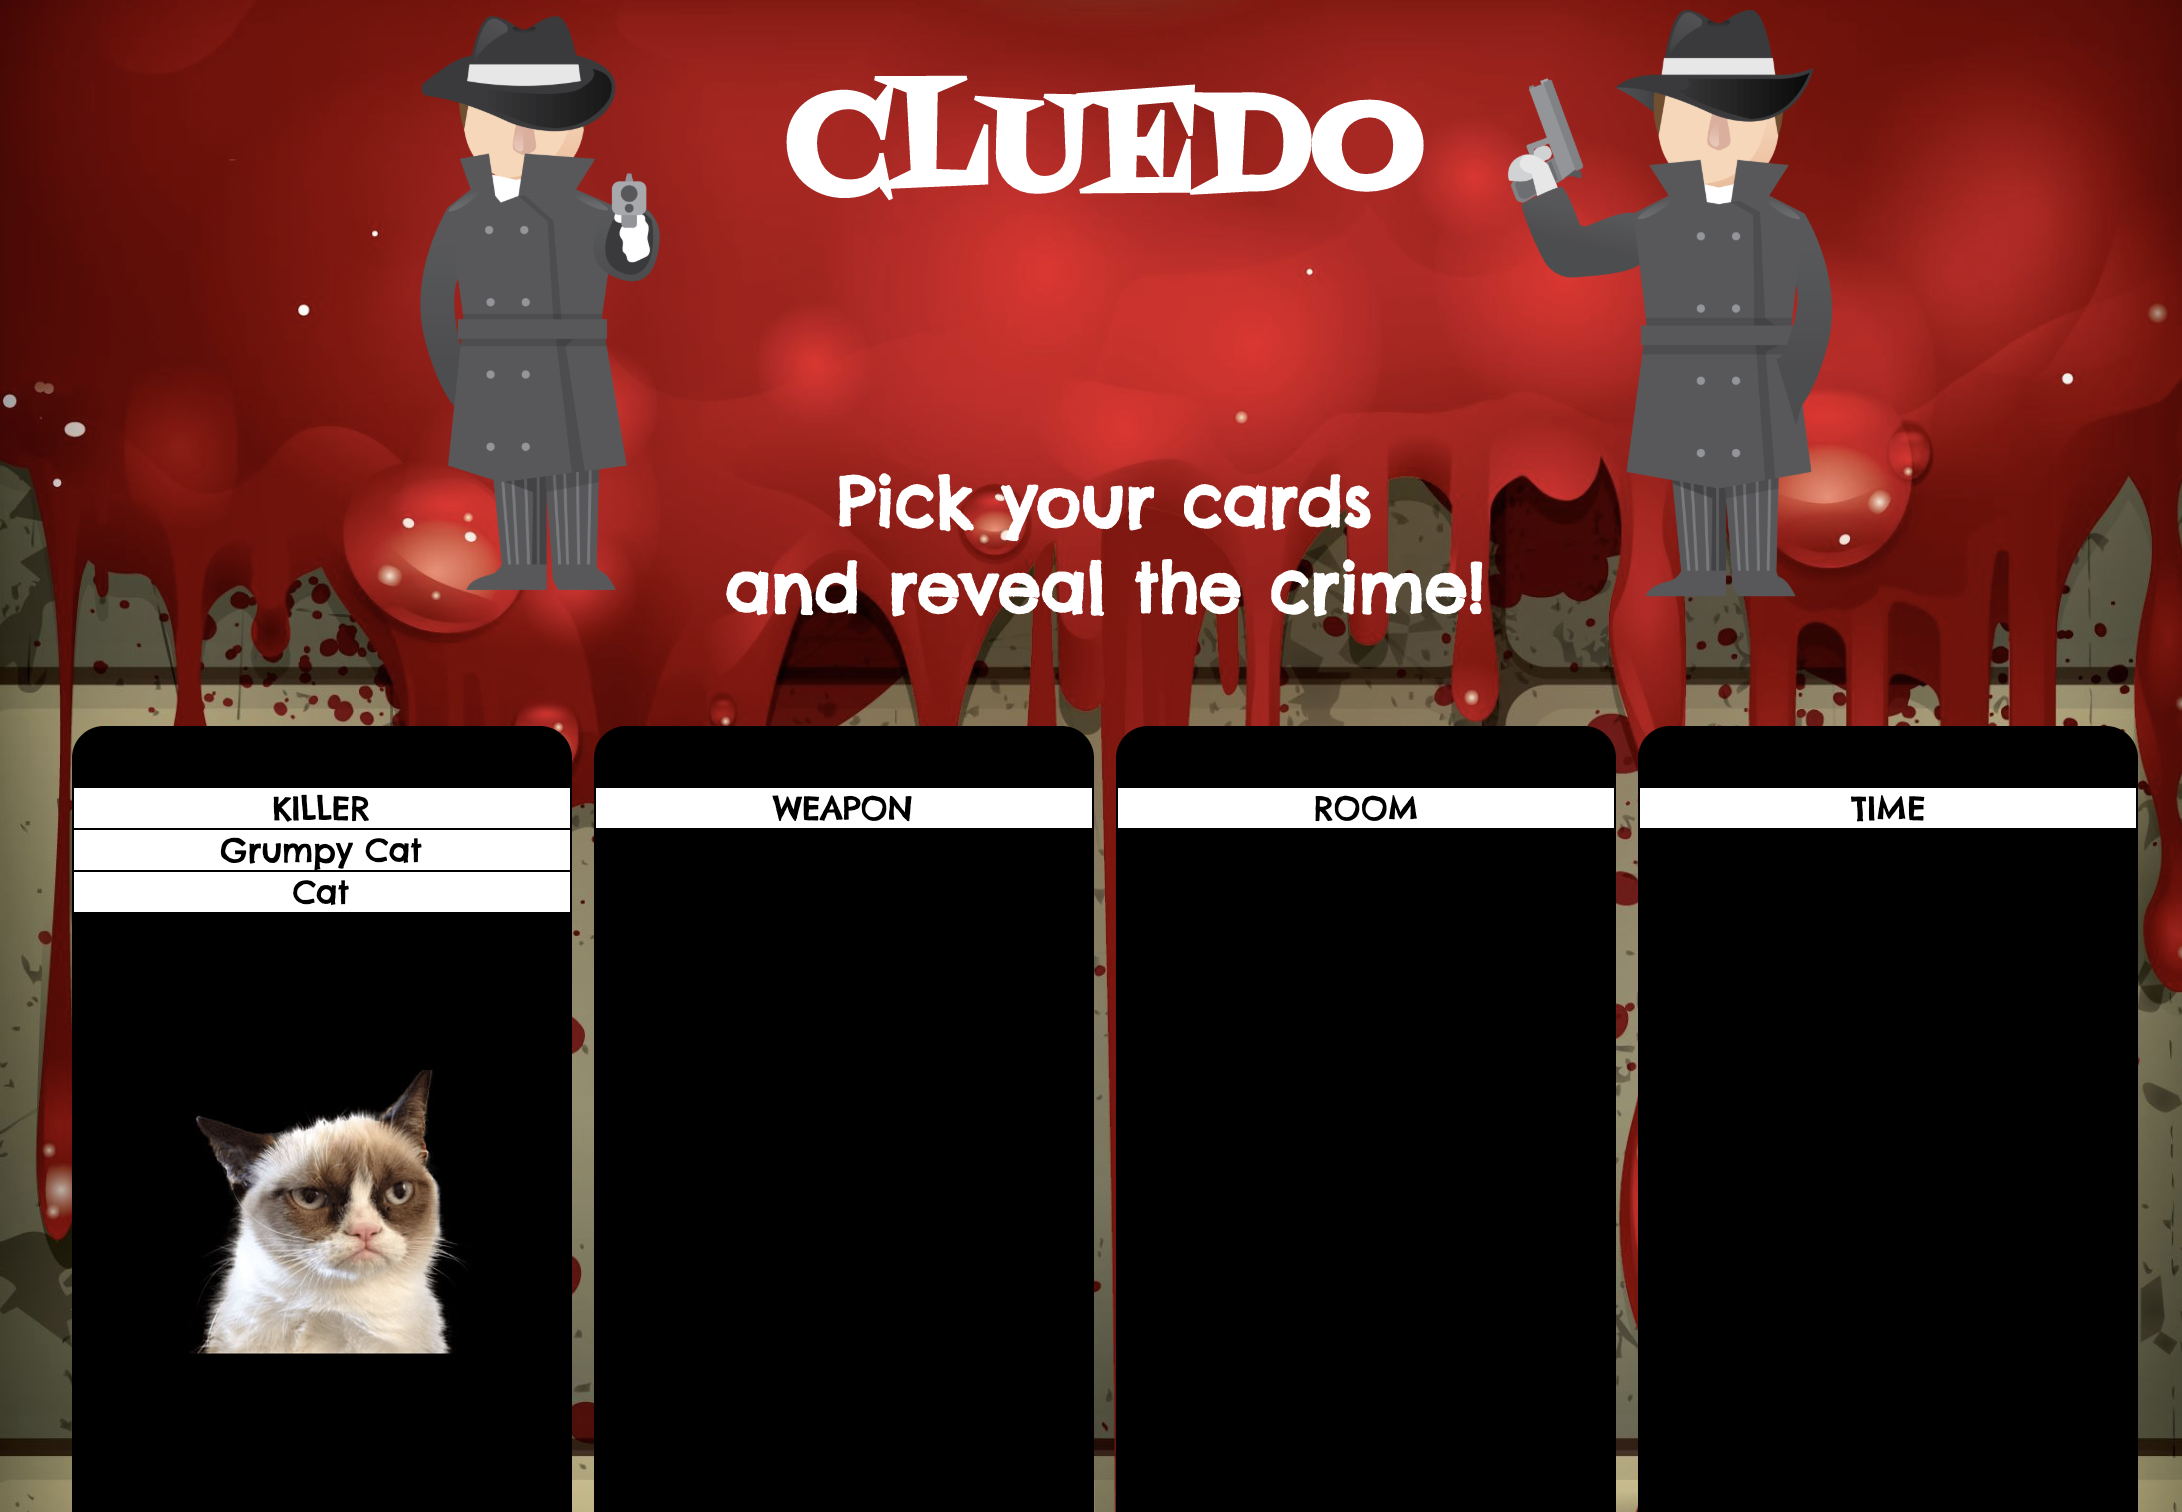 CLUEDO
Pick your cards
and reveal the crime!
KILLER
Grumpy Cat
Cat
WEAPON
ROOM
TIME